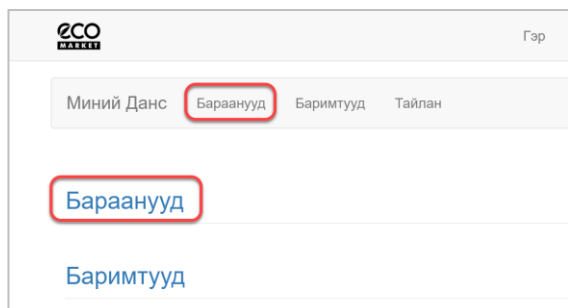 eco
MARKET
Гэр
Миний Данс Бараанууд Баримтууд Тайлан
Бараанууд
Баримтууд